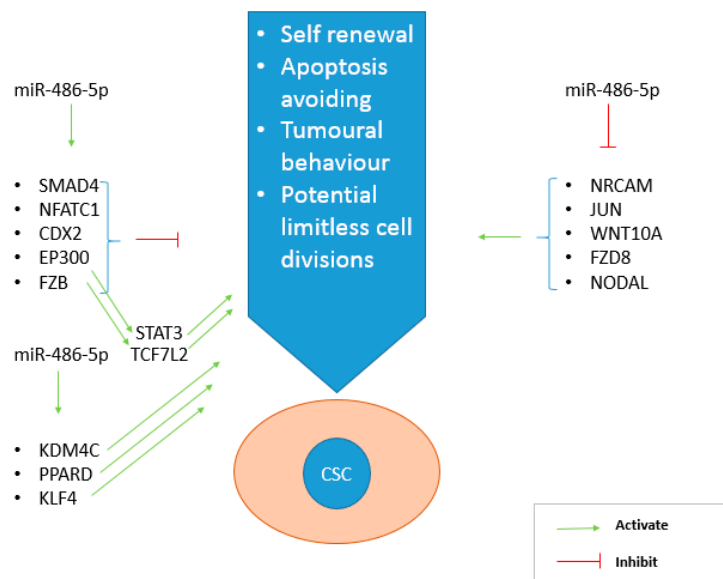 miR-486-5p
• SMAD4
• NFATC1
• CDX2
• EP300
• FZB
STAT3
TCF7L2
miR-486-5p
• KDM4C
• PPARD
• KLF4
• Self renewal
• Apoptosis
avoiding
• Tumoural
behaviour
• Potential
limitless cell
divisions
CSC
miR-486-5p
• NRCAM
• JUN
• WNT10A
• FZD8
• NODAL
Activate
Inhibit